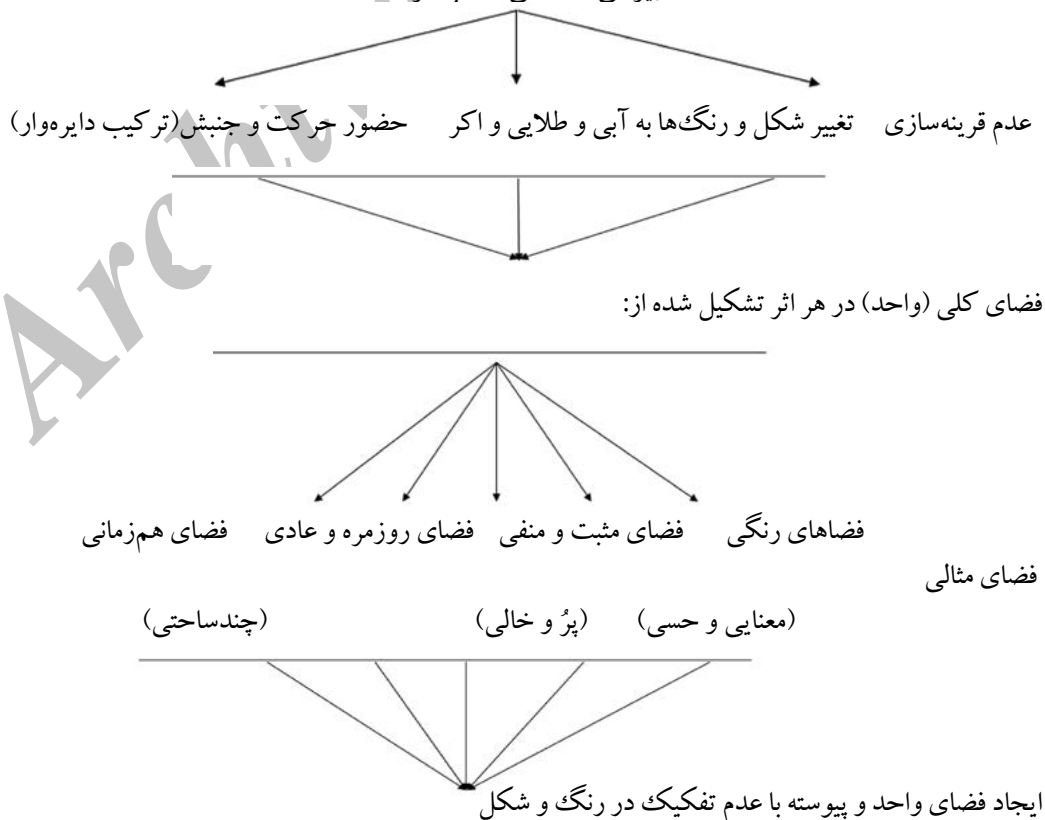 عدم قرینه‌سازی    تغییر شکل و رنگ‌ها به آبی و طلایی و اکر    حضور حرکت و جنبش(ترکیب دایره‌وار)
فضای کلی (واحد) در هر اثر تشکیل شده از:
فضاهای رنگی    فضای مثبت و منفی    فضای روزمره و عادی    فضای هم‌زمانی
فضای مثالی
(معنایی و حسی)    (پرُ و خالی)    (چندساحتی)
ایجاد فضای واحد و پیوسته با عدم تفکیک در رنگ و شکل